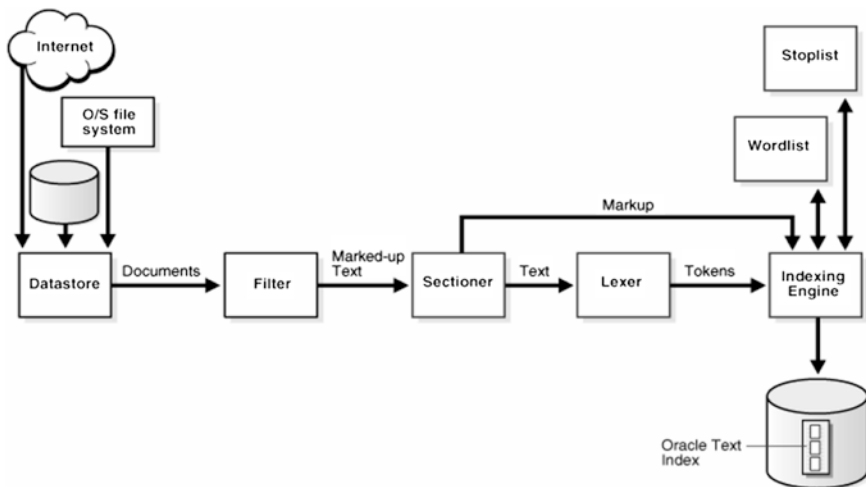 Internet
Stoplist
O/S file
system
Wordlist
Markup
Documents
Marked-up
Text
Text
Tokens
Datastore
Filter
Sectioner
Lexer
Indexing
Engine
Oracle Text
Index